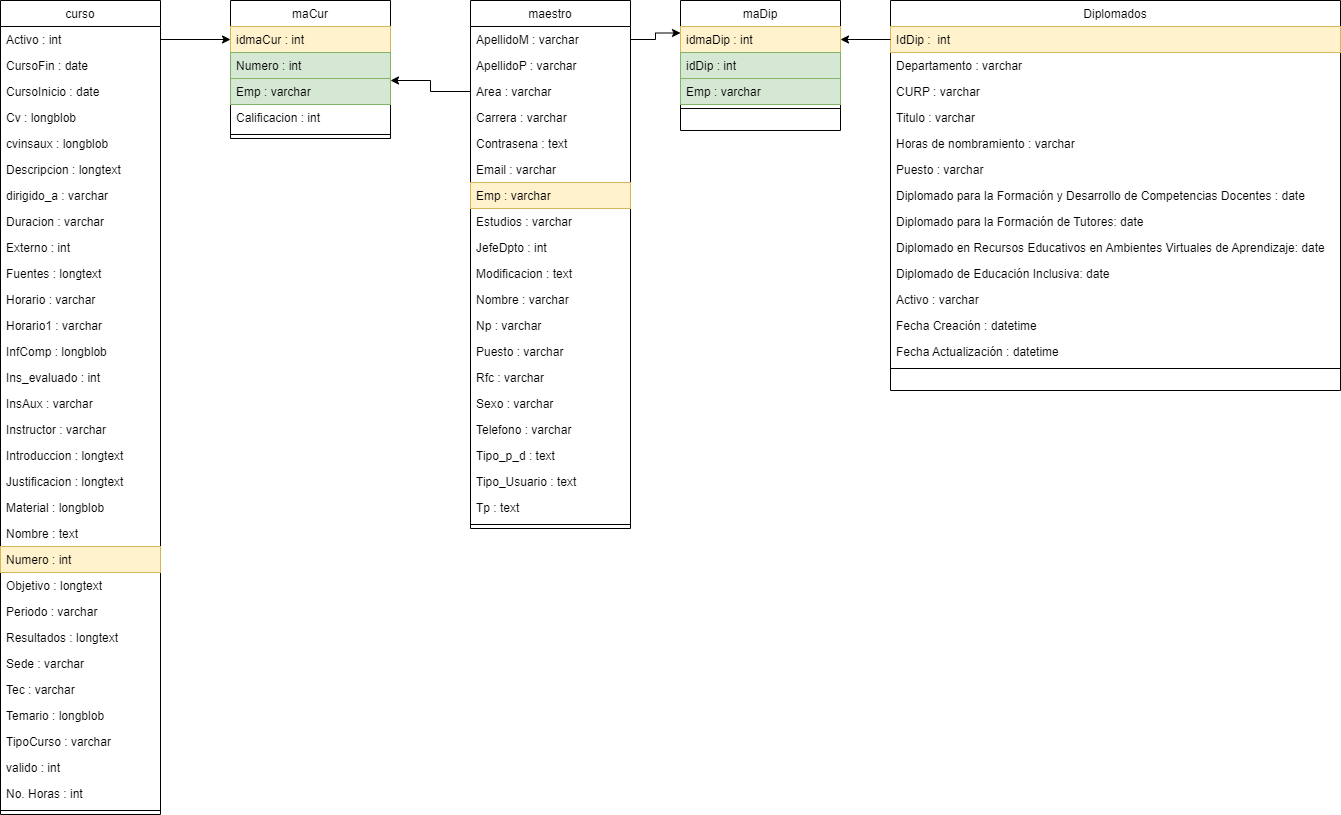 curso
Activo : int
CursoFin : date
CursoInicio : date
Cv : longblob
cvinsaux : longblob
Descripcion : longtext
dirigido_a : varchar
Duracion : varchar
Externo : int
Fuentes : longtext
Horario : varchar
Horario1 : varchar
InfComp : longblob
Ins_evaluado : int
InsAux : varchar
Instructor : varchar
Introduccion : longtext
Justificacion : longtext
Material : longblob
Nombre : text
Numero : int
Objetivo : longtext
Periodo : varchar
Resultados : longtext
Sede : varchar
Tec : varchar
Temario : longblob
TipoCurso : varchar
valido : int
No. Horas : int
maCur
idmaCur : int
Numero : int
Emp : varchar
Calificacion : int
maestro
ApellidoM : varchar
ApellidoP : varchar
Area : varchar
Carrera : varchar
Contrasena : text
Email : varchar
Emp : varchar
Estudios : varchar
JefeDpto : int
Modificacion : text
Nombre : varchar
Np : varchar
Puesto : varchar
Rfc : varchar
Sexo : varchar
Telefono : varchar
Tipo_p_d : text
Tipo_Usuario : text
Tp : text
maDip
idmaDip : int
idDip : int
Emp : varchar
Diplomados
IdDip : int
Departamento : varchar
CURP : varchar
Titulo : varchar
Horas de nombramiento : varchar
Puesto : varchar
Diplomado para la Formación y Desarrollo de Competencias Docentes : date
Diplomado para la Formación de Tutores: date
Diplomado en Recursos Educativos en Ambientes Virtuales de Aprendizaje: date
Diplomado de Educación Inclusiva: date
Activo : varchar
Fecha Creación : datetime
Fecha Actualización : datetime